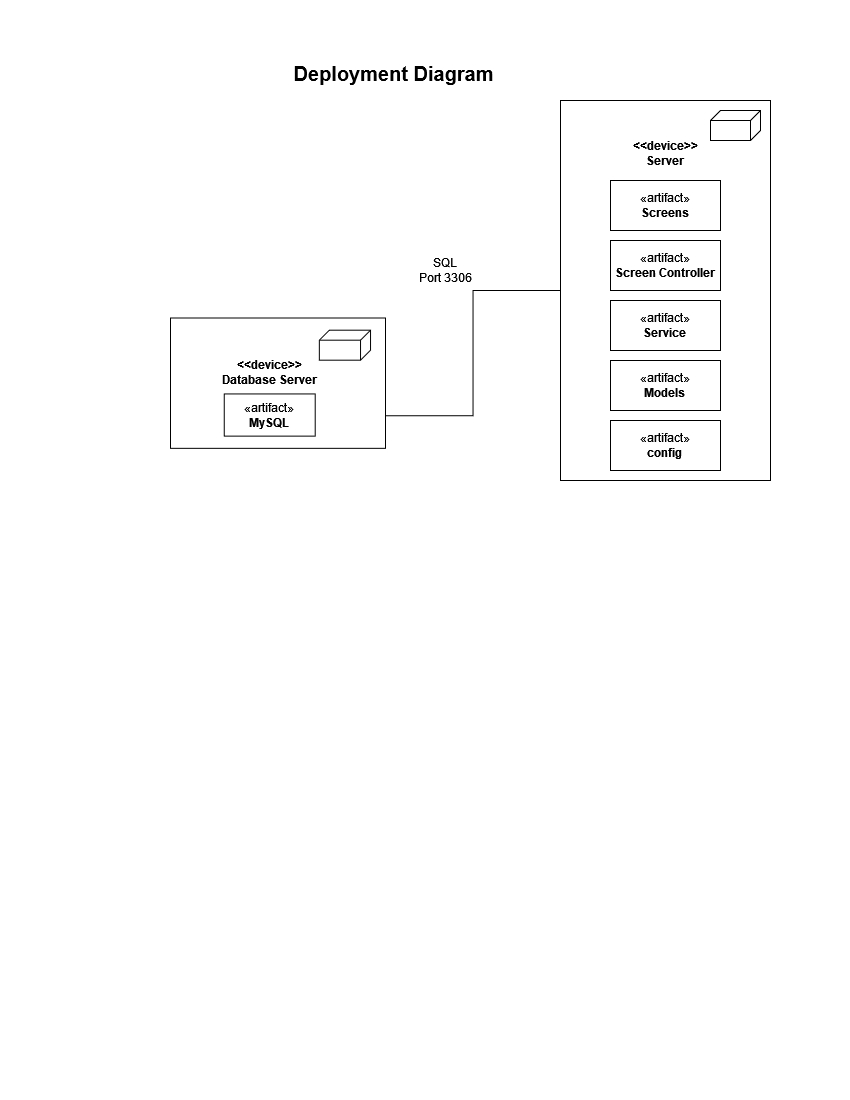 Deployment Diagram
<<device>>
Server
«artifact»
Screens
«artifact»
Screen Controller
«artifact»
Service
«artifact»
Models
«artifact»
config
SQL
Port 3306
<<device>>
Database Server
«artifact»
MySQL